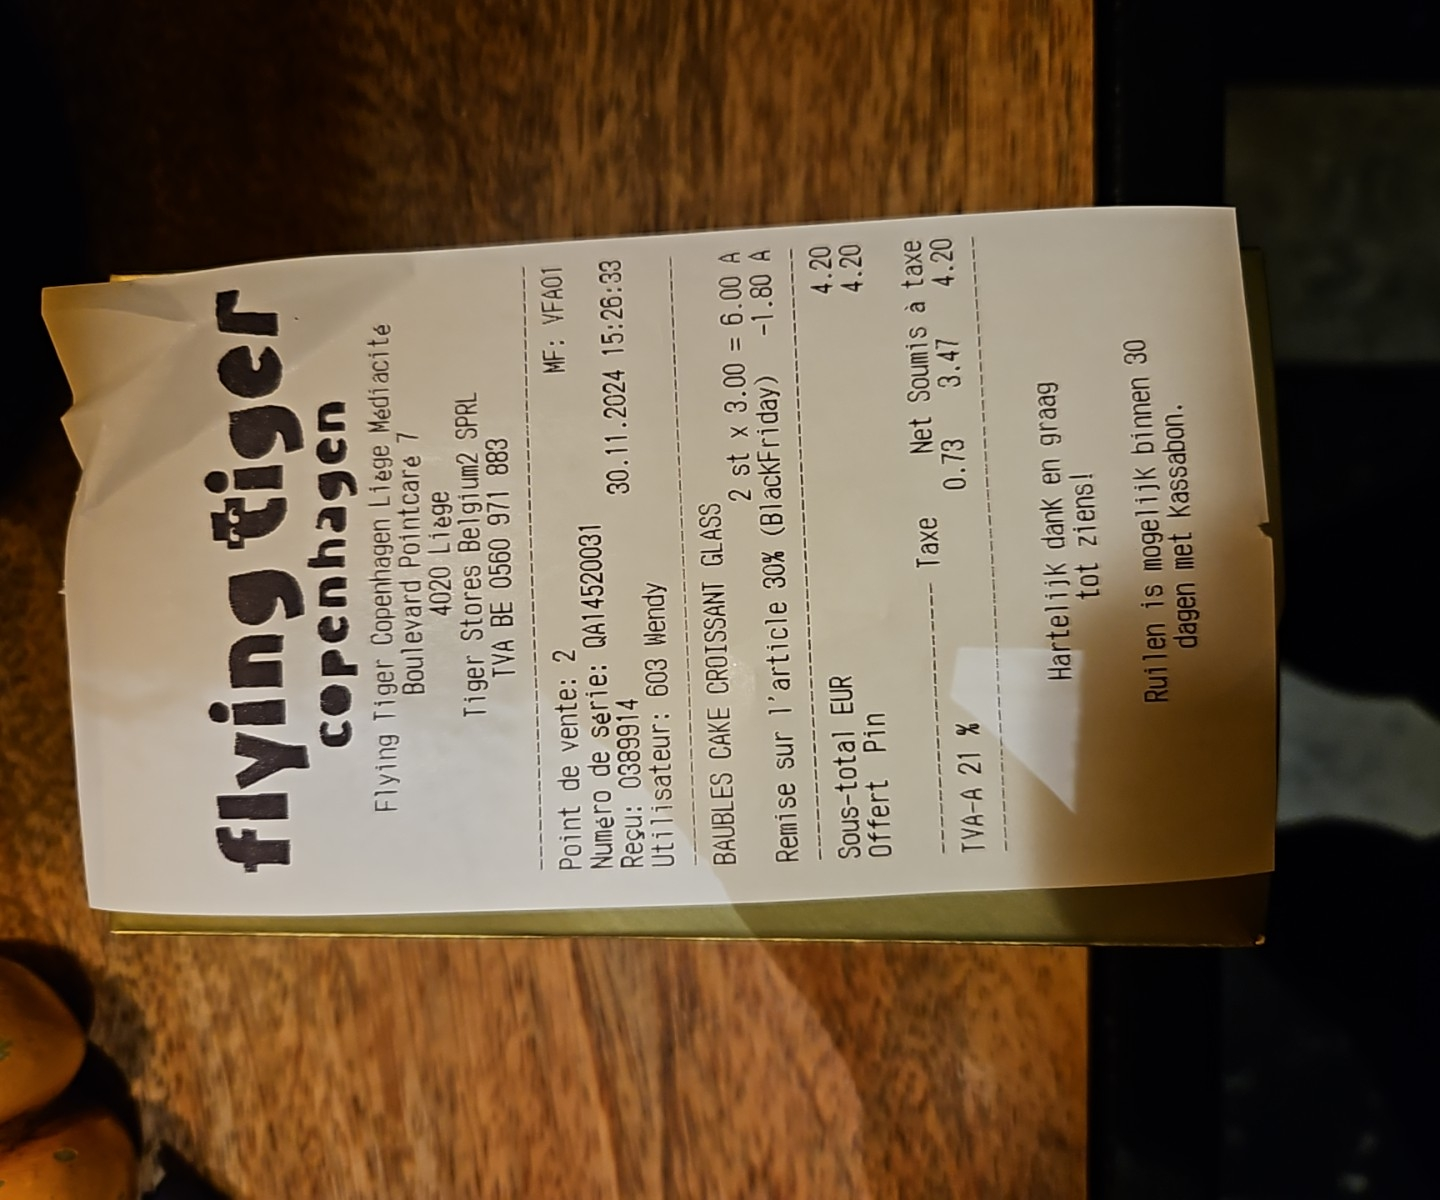 flying tiger
copenhagen
Flying Tiger Copenhagen Liège Médiacité
Boulevard Pointcaré 7
4020 Liège
Tiger Stores Belgium2 SPRL
TVA BE 0560 971 883
Point de vente: 2 MF: VFA01
Numéro de série: QA14520031
Reçu: 0389914 30.11.2024 15:26:33
Utilisateur: 603 Wendy
BAUBLES CAKE CROISSANT GLASS
2 st x 3.00 = 6.00 A
Remise sur l'article 30% (BlackFriday) -1.80 A
Sous-total EUR 4.20
Offert Pin 4.20
Taxe Net Soumis à taxe
TVA-A 21 % 0.73 3.47 4.20
Hartelijk dank en graag
tot ziens!
Ruilen is mogelijk binnen 30
dagen met kassabon.